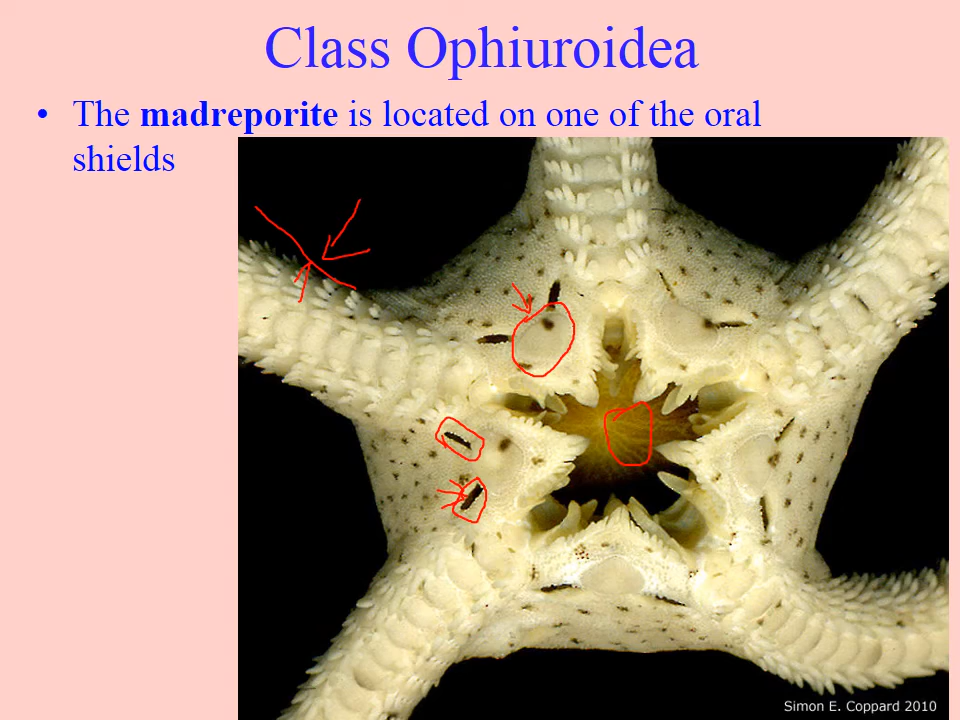 Class Ophiuroidea
• The madreporite is located on one of the oral
shields
Simon E. Coppard 2010